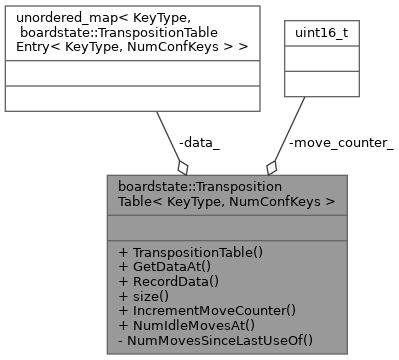 unordered_map< KeyType,
boardstate::TranspositionTable
Entry< KeyType, NumConfKeys > >
uint16_t
-data_
-move_counter_
boardstate::Transposition
Table< KeyType, NumConfKeys >
+ TranspositionTable()
+ GetDataAt()
+ RecordData()
+ size()
+ IncrementMoveCounter()
+ NumIdleMovesAt()
- NumMovesSinceLastUseOf()